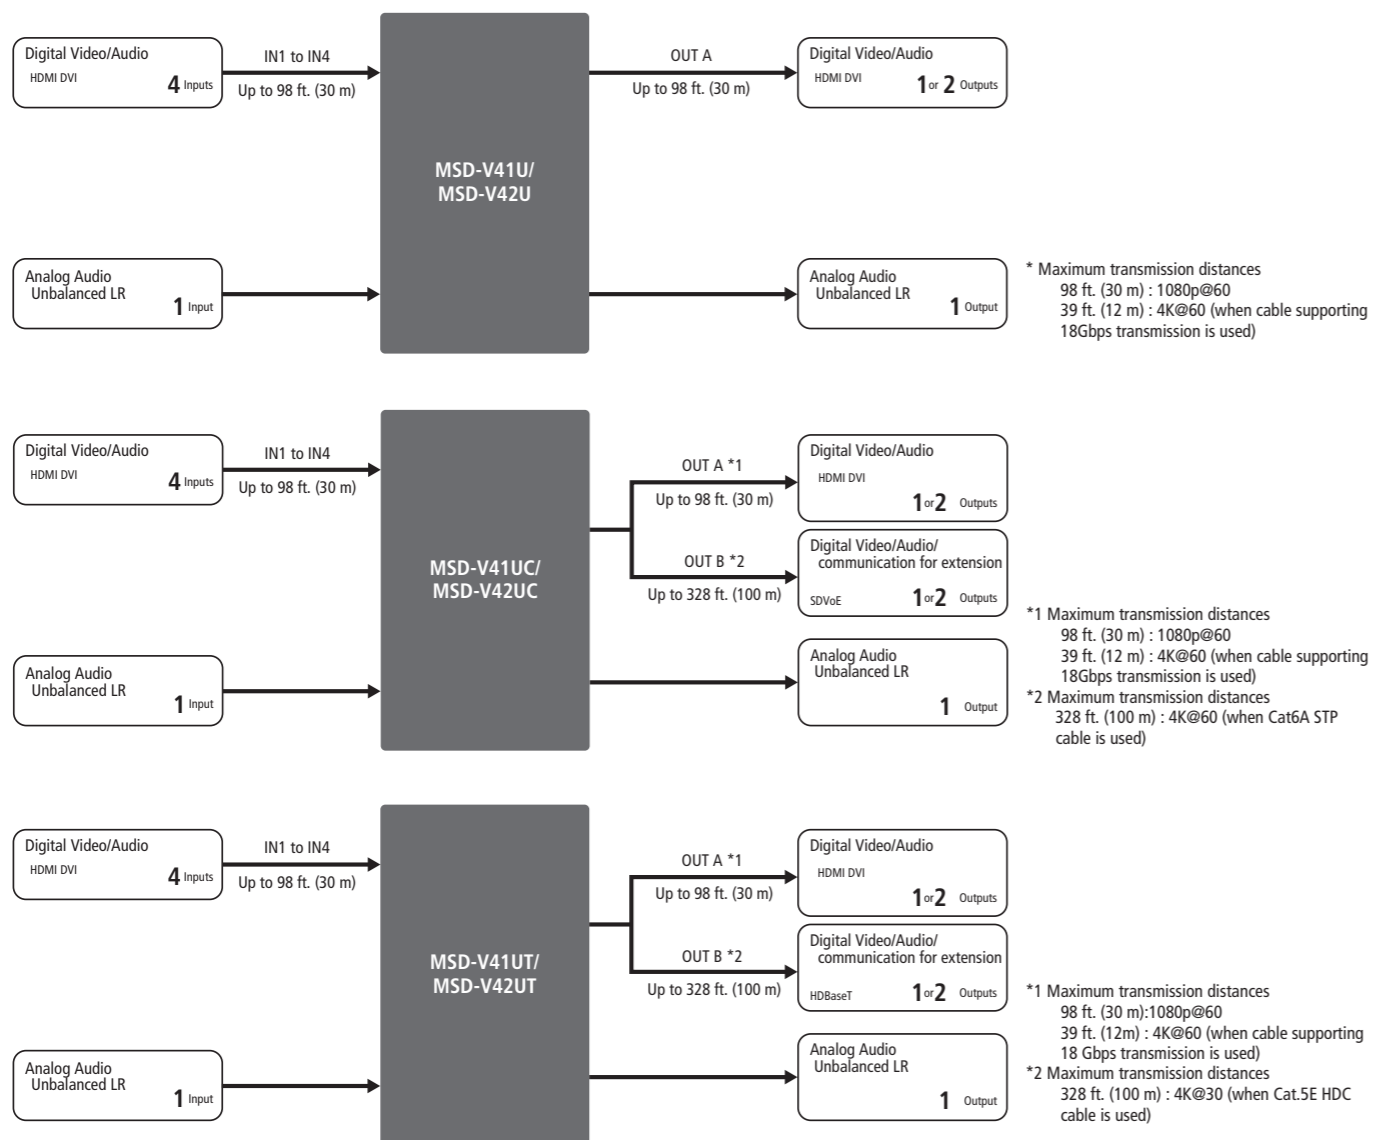 Digital Video/Audio
HDMI DVI
4 Inputs
IN1 to IN4
Up to 98 ft. (30 m)
MSD-V41U/
MSD-V42U
OUT A
Up to 98 ft. (30 m)
Digital Video/Audio
HDMI DVI
1 or 2 Outputs
Analog Audio
Unbalanced LR
1 Input
Analog Audio
Unbalanced LR
1 Output
* Maximum transmission distances
98 ft. (30 m) : 1080p@60
39 ft. (12 m) : 4K@60 (when cable supporting
18Gbps transmission is used)
Digital Video/Audio
HDMI DVI
4 Inputs
IN1 to IN4
Up to 98 ft. (30 m)
MSD-V41UC/
MSD-V42UC
OUT A *1
Up to 98 ft. (30 m)
Digital Video/Audio
HDMI DVI
1 or 2 Outputs
OUT B *2
Up to 328 ft. (100 m)
Digital Video/Audio/
communication for extension
SDVoE
1 or 2 Outputs
Analog Audio
Unbalanced LR
1 Input
Analog Audio
Unbalanced LR
1 Output
*1 Maximum transmission distances
98 ft. (30 m) : 1080p@60
39 ft. (12 m) : 4K@60 (when cable supporting
18Gbps transmission is used)
*2 Maximum transmission distances
328 ft. (100 m) : 4K@60 (when Cat6A STP
cable is used)
Digital Video/Audio
HDMI DVI
4 Inputs
IN1 to IN4
Up to 98 ft. (30 m)
MSD-V41UT/
MSD-V42UT
OUT A *1
Up to 98 ft. (30 m)
Digital Video/Audio
HDMI DVI
1 or 2 Outputs
OUT B *2
Up to 328 ft. (100 m)
Digital Video/Audio/
communication for extension
HDBaseT
1 or 2 Outputs
Analog Audio
Unbalanced LR
1 Input
Analog Audio
Unbalanced LR
1 Output
*1 Maximum transmission distances
98 ft. (30 m):1080p@60
39 ft. (12m) : 4K@60 (when cable supporting
18 Gbps transmission is used)
*2 Maximum transmission distances
328 ft. (100 m) : 4K@30 (when Cat.5E HDC
cable is used)